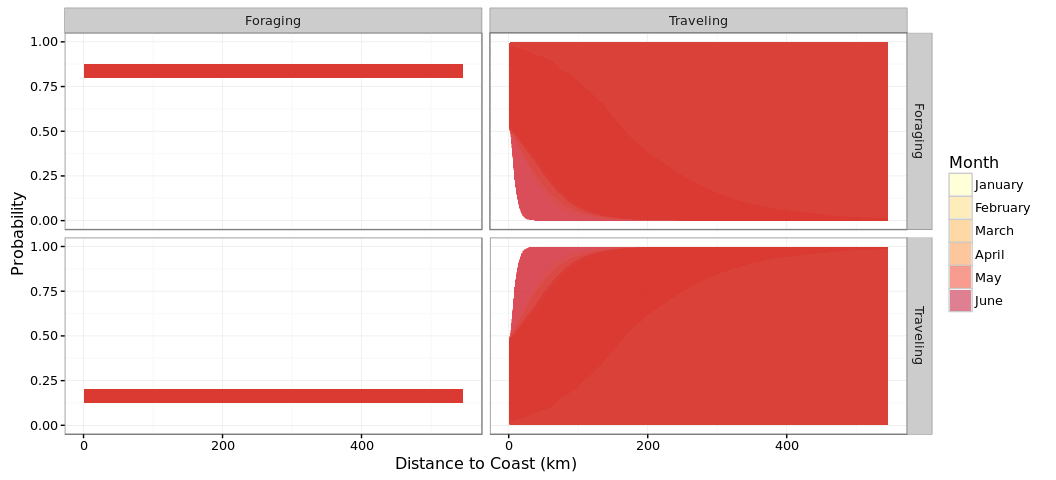 Foraging
Traveling
1.00
0.75
0.50
0.25
0.00
Foraging
1.00
0.75
0.50
0.25
0.00
Traveling
Probability
0
200
400
0
200
400
Distance to Coast (km)
Month
January
February
March
April
May
June